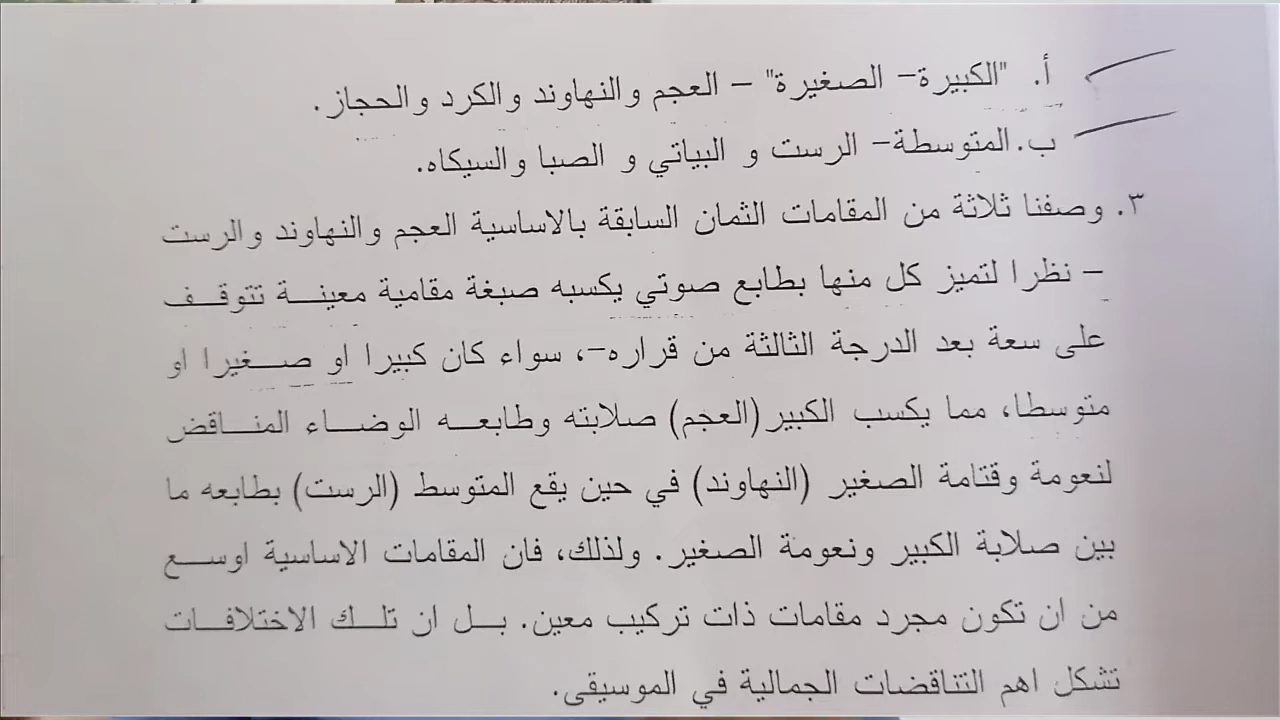 أ. "الكبيرة- الصغيرة" – العجم والنهاوند والكرد والحجاز.
ب.المتوسطة- الرست و البياتي و الصبا والسيكاه.
٣. وصفنا ثلاثة من المقامات الثمان السابقة بالاساسية العجم والنهاوند والرست
– نظرا لتميز كل منها بطابع صوتي يكسبه صبغة مقامية معينة تتوقف
على سعة بعد الدرجة الثالثة من قراره-، سواء كان كبيرا او صغيرا او
متوسطا، مما يكسب الكبير(العجم) صلابته وطابعه الوضاء المناقض
لنعومة وقتامة الصغير (النهاوند) في حين يقع المتوسط (الرست) بطابعه ما
بين صلابة الكبير ونعومة الصغير. ولذلك، فان المقامات الاساسية اوسع
من ان تكون مجرد مقامات ذات تركيب معين. بل ان تلك الاختلافات
تشكل اهم التناقضات الجمالية في الموسيقى.